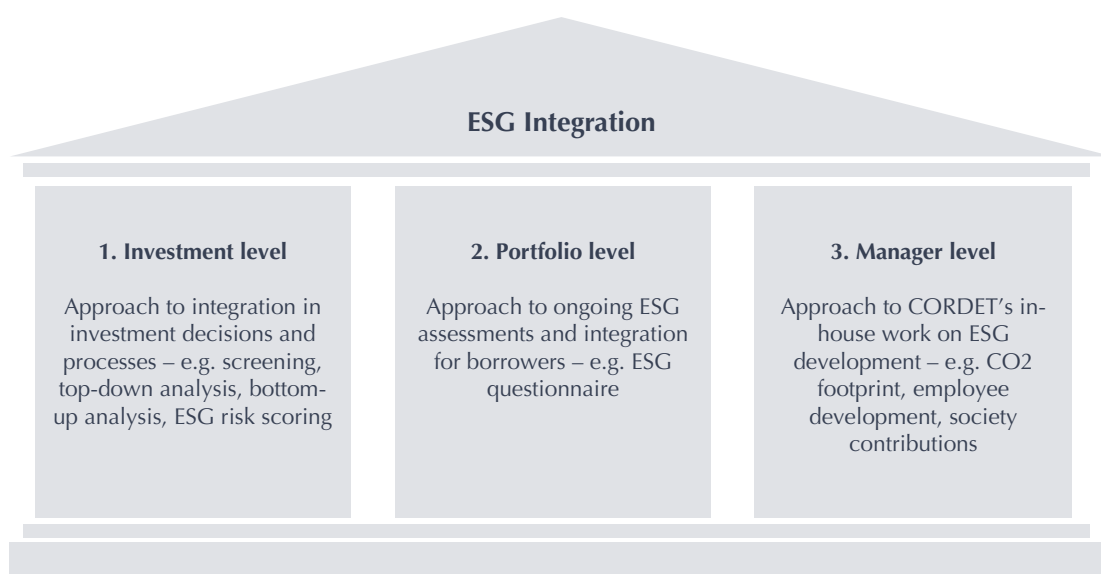 ESG Integration
1. Investment level
Approach to integration in
investment decisions and
processes – e.g. screening,
top-down analysis, bottom-
up analysis, ESG risk scoring
2. Portfolio level
Approach to ongoing ESG
assessments and integration
for borrowers – e.g. ESG
questionnaire
3. Manager level
Approach to CORDET’s in-
house work on ESG
development – e.g. CO2
footprint, employee
development, society
contributions